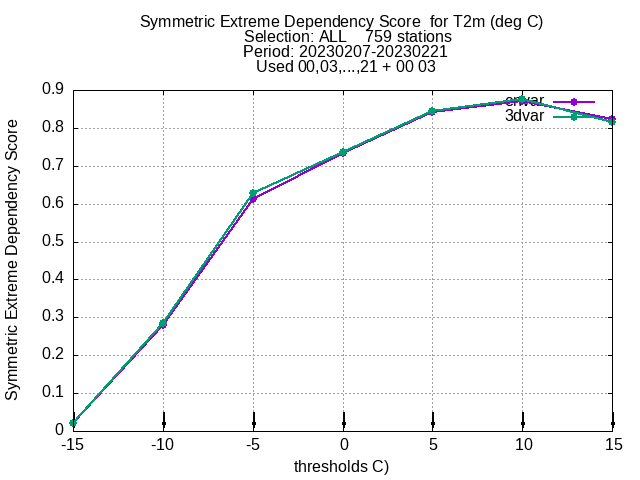 Symmetric Extreme Dependency Score  for T2m (deg C)
Selection: ALL    759 stations
Period: 20230207-20230221
Used 00,03,...,21 + 00 03
Symmetric Extreme Dependency Score
0.9
0.8
0.7
0.6
0.5
0.4
0.3
0.2
0.1
0
3dvar
-15
-10
-5
0
5
10
15
thresholds C)